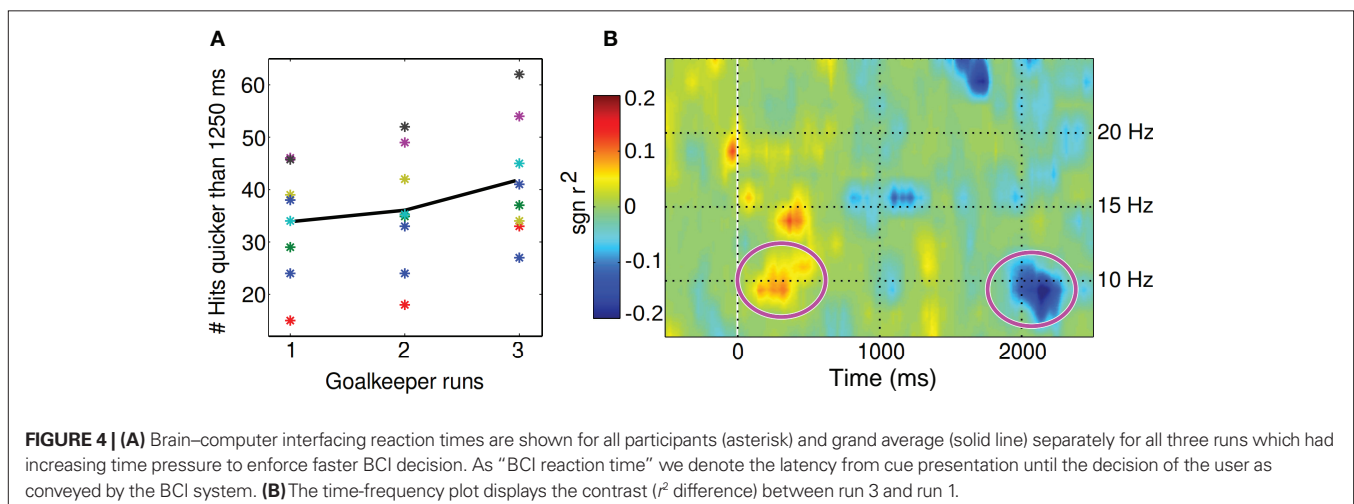 A
B
# Hits quicker than 1250 ms
60
50
40
30
20
1
2
3
Goalkeeper runs
sgn r 2
0.2
0.1
0
-0.1
-0.2
20 Hz
15 Hz
10 Hz
0
1000
2000
Time (ms)
FIGURE 4 | (A) Brain–computer interfacing reaction times are shown for all participants (asterisk) and grand average (solid line) separately for all three runs which had
increasing time pressure to enforce faster BCI decision. As “BCI reaction time” we denote the latency from cue presentation until the decision of the user as
conveyed by the BCI system. (B) The time-frequency plot displays the contrast (r² difference) between run 3 and run 1.